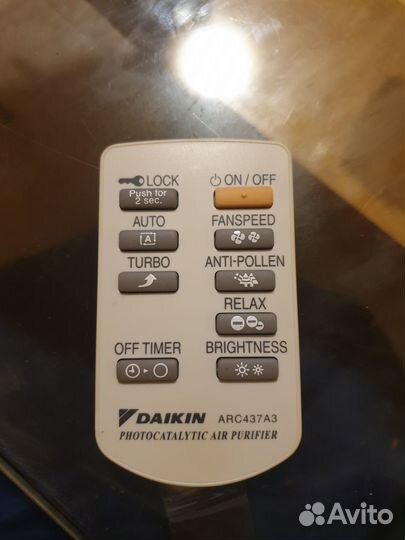 LOCK
ON / OFF
Push for
2 sec.
AUTO
FANSPEED
A
TURBO
ANTI-POLLEN
RELAX
OFF TIMER
BRIGHTNESS
DAIKIN
ARC437A3
PHOTOCATALYTIC AIR PURIFIER
Avito